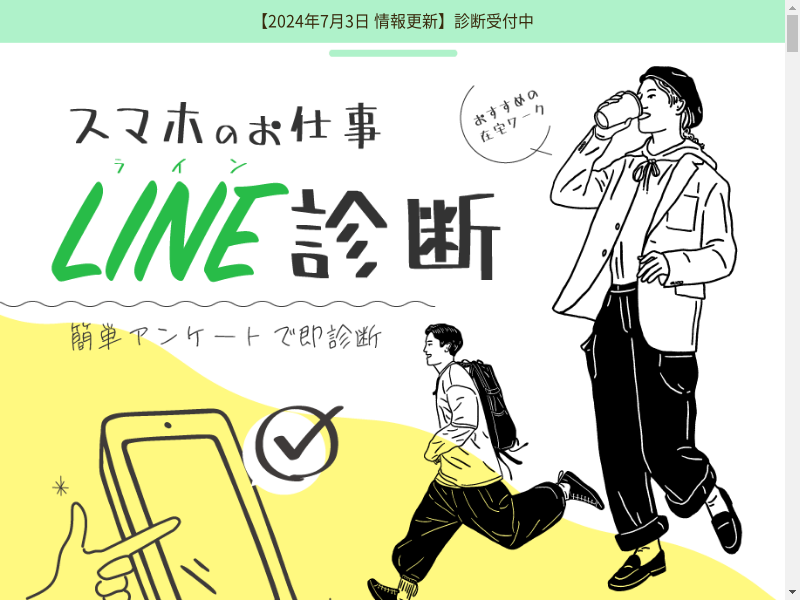 【2024年7月3日 情報更新】診断受付中
おすすめの
在宅ワーク
スマホのお仕事
ライン
LINE診断
簡単アンケートで即診断